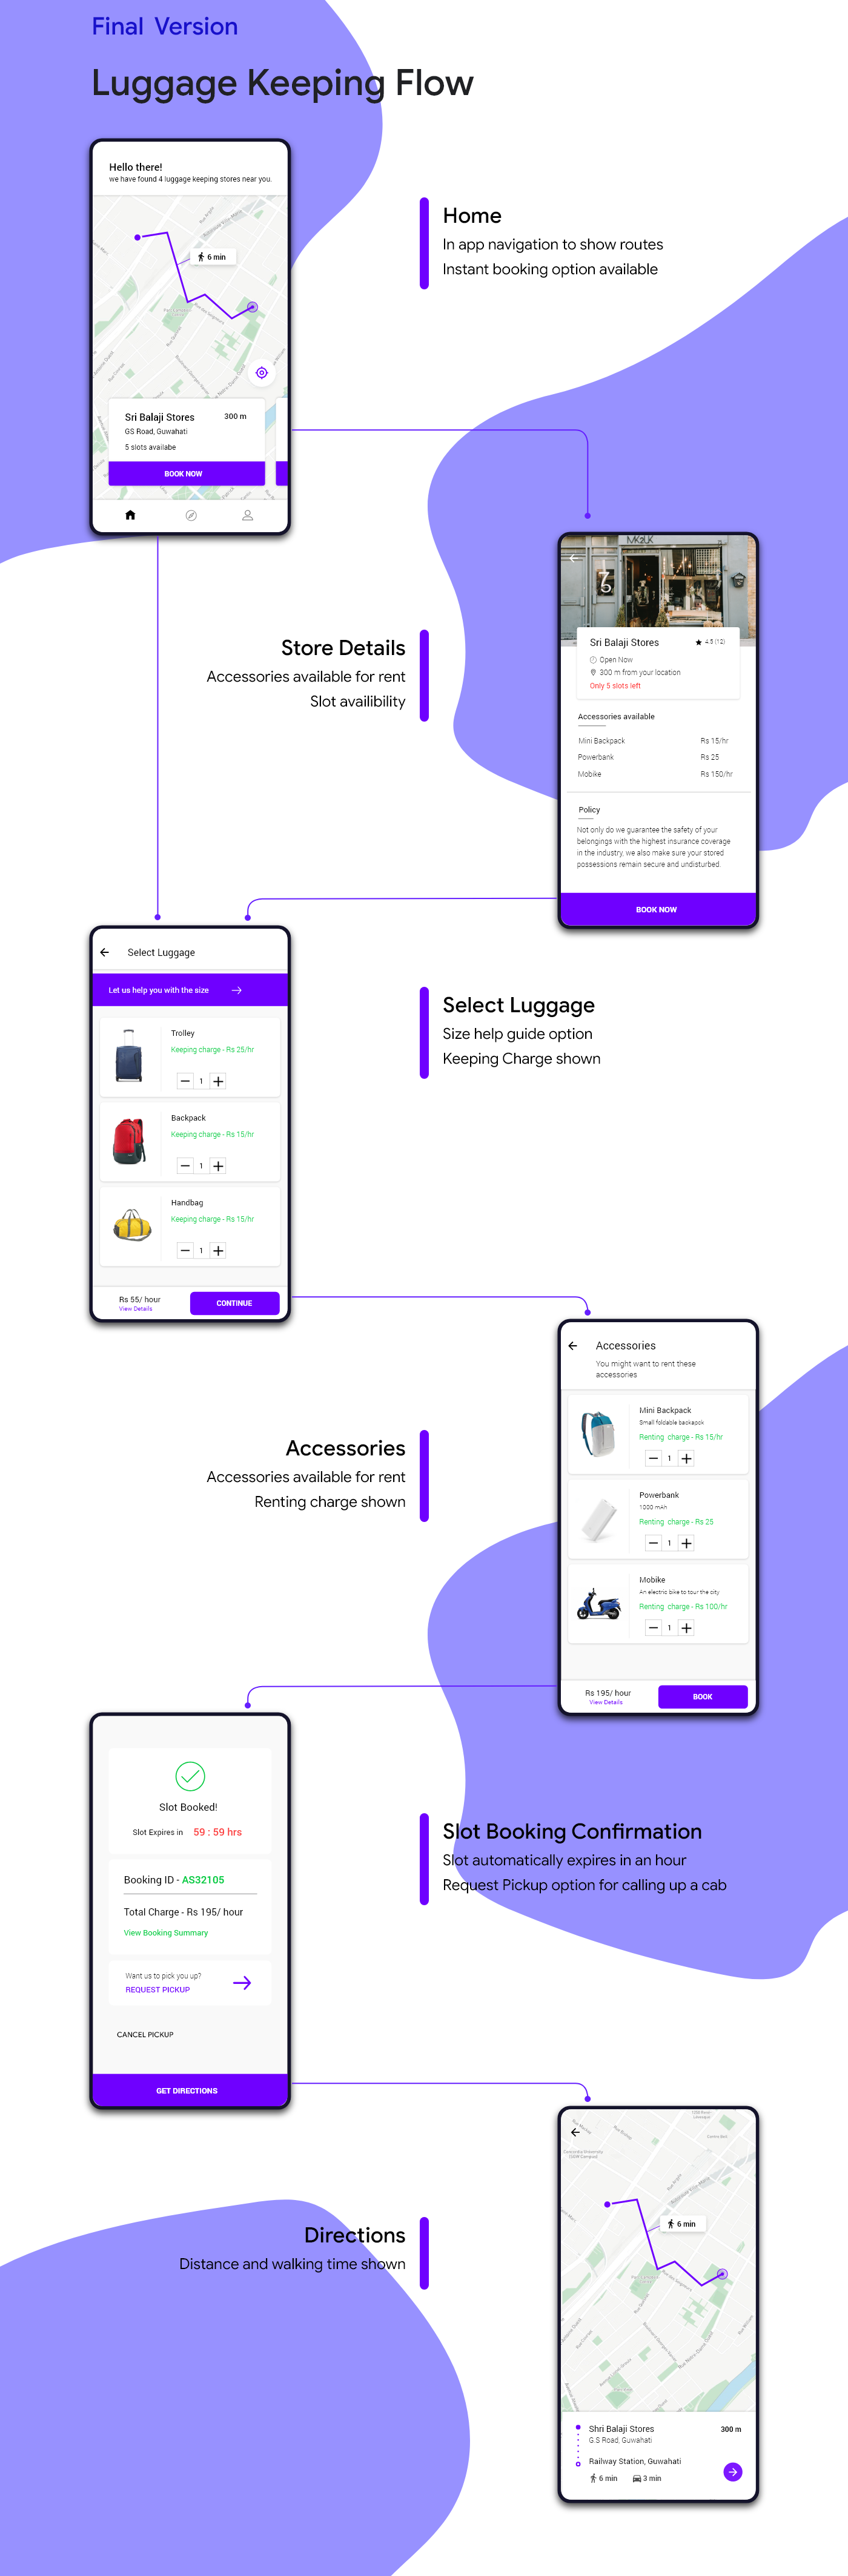 Final Version
Luggage Keeping Flow
Hello there!
we have found 4 luggage keeping stores near you.
6 min
Sri Balaji Stores
300 m
GS Road, Guwahati
5 slots availabe
BOOK NOW
Home
In app navigation to show routes
Instant booking option available
Store Details
Accessories available for rent
Slot availibility
Sri Balaji Stores
4.5 (12)
Open Now
300 m from your location
Only 5 slots left
Accessories available
Mini Backpack Rs 15/hr
Powerbank Rs 25
Mobike Rs 150/hr
Policy
Not only do we guarantee the safety of your
belongings with the highest insurance coverage
in the industry, we also make sure your stored
possessions remain secure and undisturbed.
BOOK NOW
Select Luggage
Let us help you with the size
Trolley
Keeping charge - Rs 25/hr
1
Backpack
Keeping charge - Rs 15/hr
1
Handbag
Keeping charge - Rs 15/hr
1
Rs 55/ hour
View Details
CONTINUE
Select Luggage
Size help guide option
Keeping Charge shown
Accessories
Accessories available for rent
Renting charge shown
Accessories
You might want to rent these
accessories
Mini Backpack
Small foldable backapck
Renting charge - Rs 15/hr
1
Powerbank
1000 mAh
Renting charge - Rs 25
1
Mobike
An electric bike to tour the city
Renting charge - Rs 100/hr
1
Rs 195/ hour
View Details
BOOK
Slot Booked!
Slot Expires in 59 : 59 hrs
Booking ID - AS32105
Total Charge - Rs 195/ hour
View Booking Summary
Want us to pick you up?
REQUEST PICKUP
CANCEL PICKUP
GET DIRECTIONS
Slot Booking Confirmation
Slot automatically expires in an hour
Request Pickup option for calling up a cab
Directions
Distance and walking time shown
6 min
Shri Balaji Stores
300 m
G.S Road, Guwahati
Railway Station, Guwahati
6 min
3 min